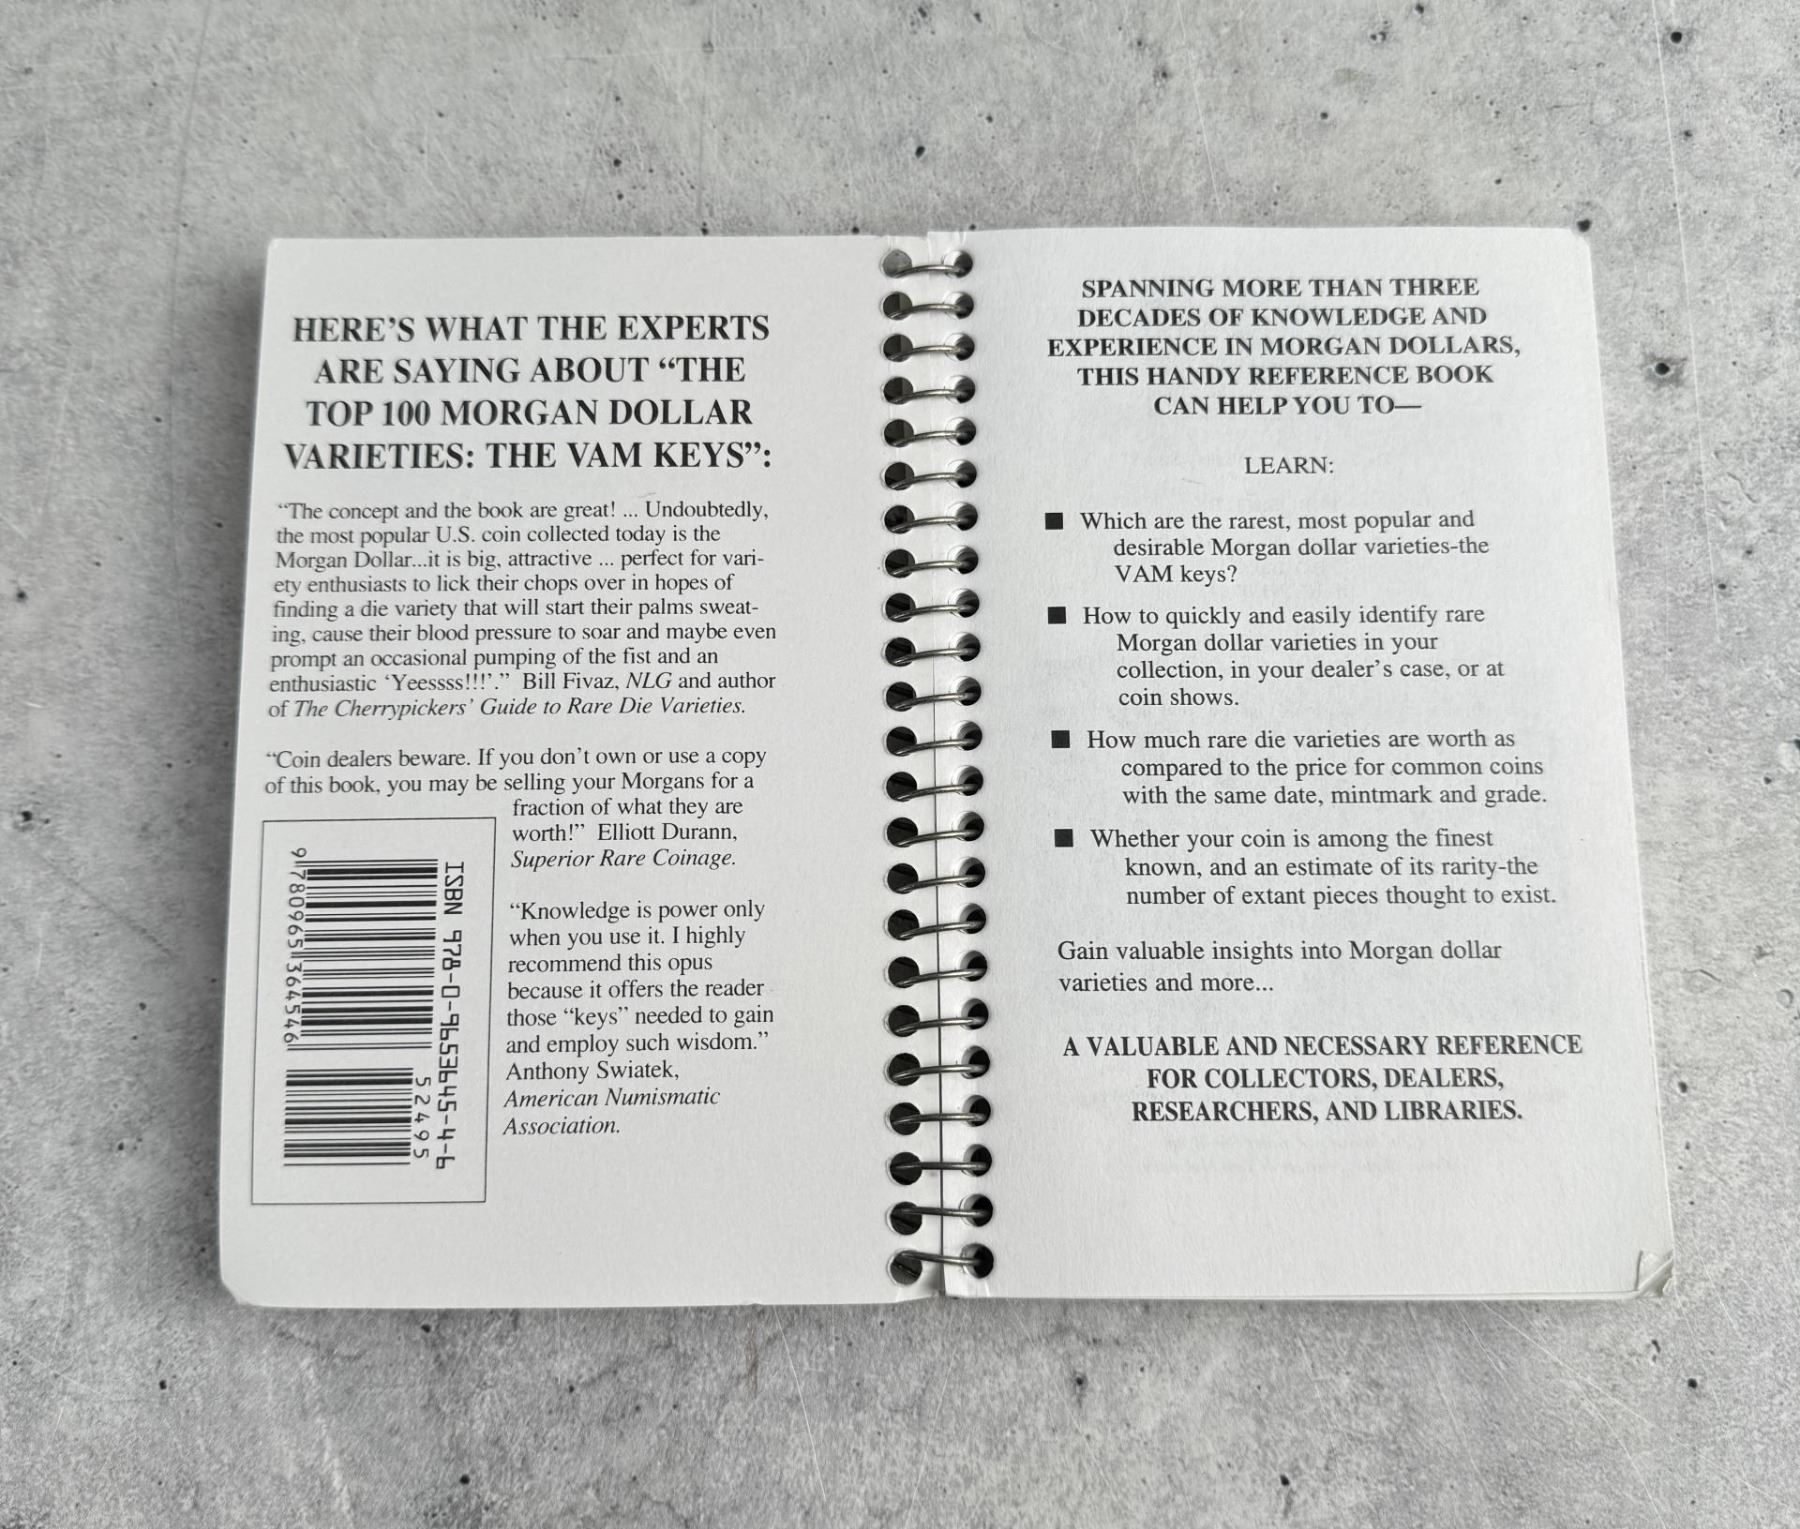 HERE'S WHAT THE EXPERTS
ARE SAYING ABOUT “THE
TOP 100 MORGAN DOLLAR
VARIETIES: THE VAM KEYS”:
“The concept and the book are great! ... Undoubtedly,
the most popular U.S. coin collected today is the
Morgan Dollar...it is big, attractive ... perfect for vari-
ety enthusiasts to lick their chops over in hopes of
finding a die variety that will start their palms sweat-
ing, cause their blood pressure to soar and maybe even
prompt an occasional pumping of the fist and an
enthusiastic ‘Yeessss!!!’.” Bill Fivaz, NLG and author
of The Cherrypickers’ Guide to Rare Die Varieties.
“Coin dealers beware. If you don’t own or use a copy
of this book, you may be selling your Morgans for a
fraction of what they are
worth!” Elliott Durann,
Superior Rare Coinage.
“Knowledge is power only
when you use it. I highly
recommend this opus
because it offers the reader
those “keys” needed to gain
and employ such wisdom.”
Anthony Swiatek,
American Numismatic
Association.
ISBN 978-0-9653645-4-6
52495
9 780965 364546
SPANNING MORE THAN THREE
DECADES OF KNOWLEDGE AND
EXPERIENCE IN MORGAN DOLLARS,
THIS HANDY REFERENCE BOOK
CAN HELP YOU TO—
LEARN:
■ Which are the rarest, most popular and
desirable Morgan dollar varieties-the
VAM keys?
■ How to quickly and easily identify rare
Morgan dollar varieties in your
collection, in your dealer’s case, or at
coin shows.
■ How much rare die varieties are worth as
compared to the price for common coins
with the same date, mintmark and grade.
■ Whether your coin is among the finest
known, and an estimate of its rarity-the
number of extant pieces thought to exist.
Gain valuable insights into Morgan dollar
varieties and more...
A VALUABLE AND NECESSARY REFERENCE
FOR COLLECTORS, DEALERS,
RESEARCHERS, AND LIBRARIES.